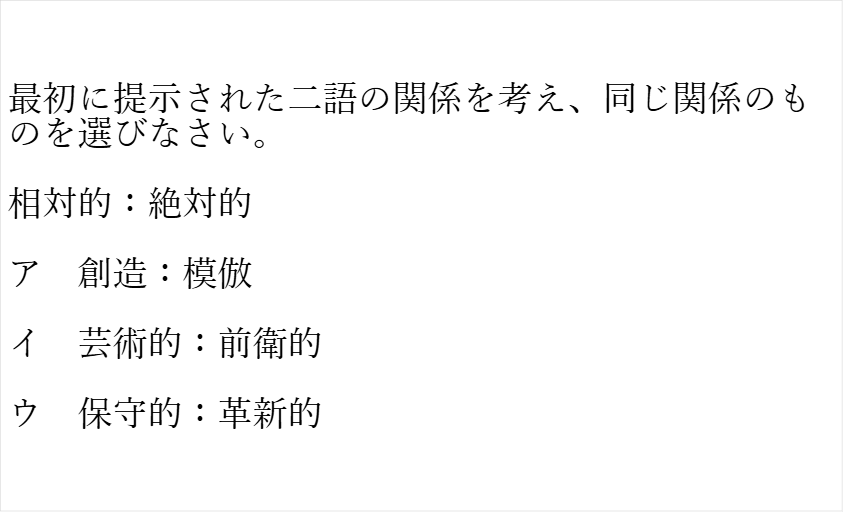 最初に提示された二語の関係を考え、同じ関係のも
のを選びなさい。
相対的：絶対的
ア　創造：模倣
イ　芸術的：前衛的
ウ　保守的：革新的